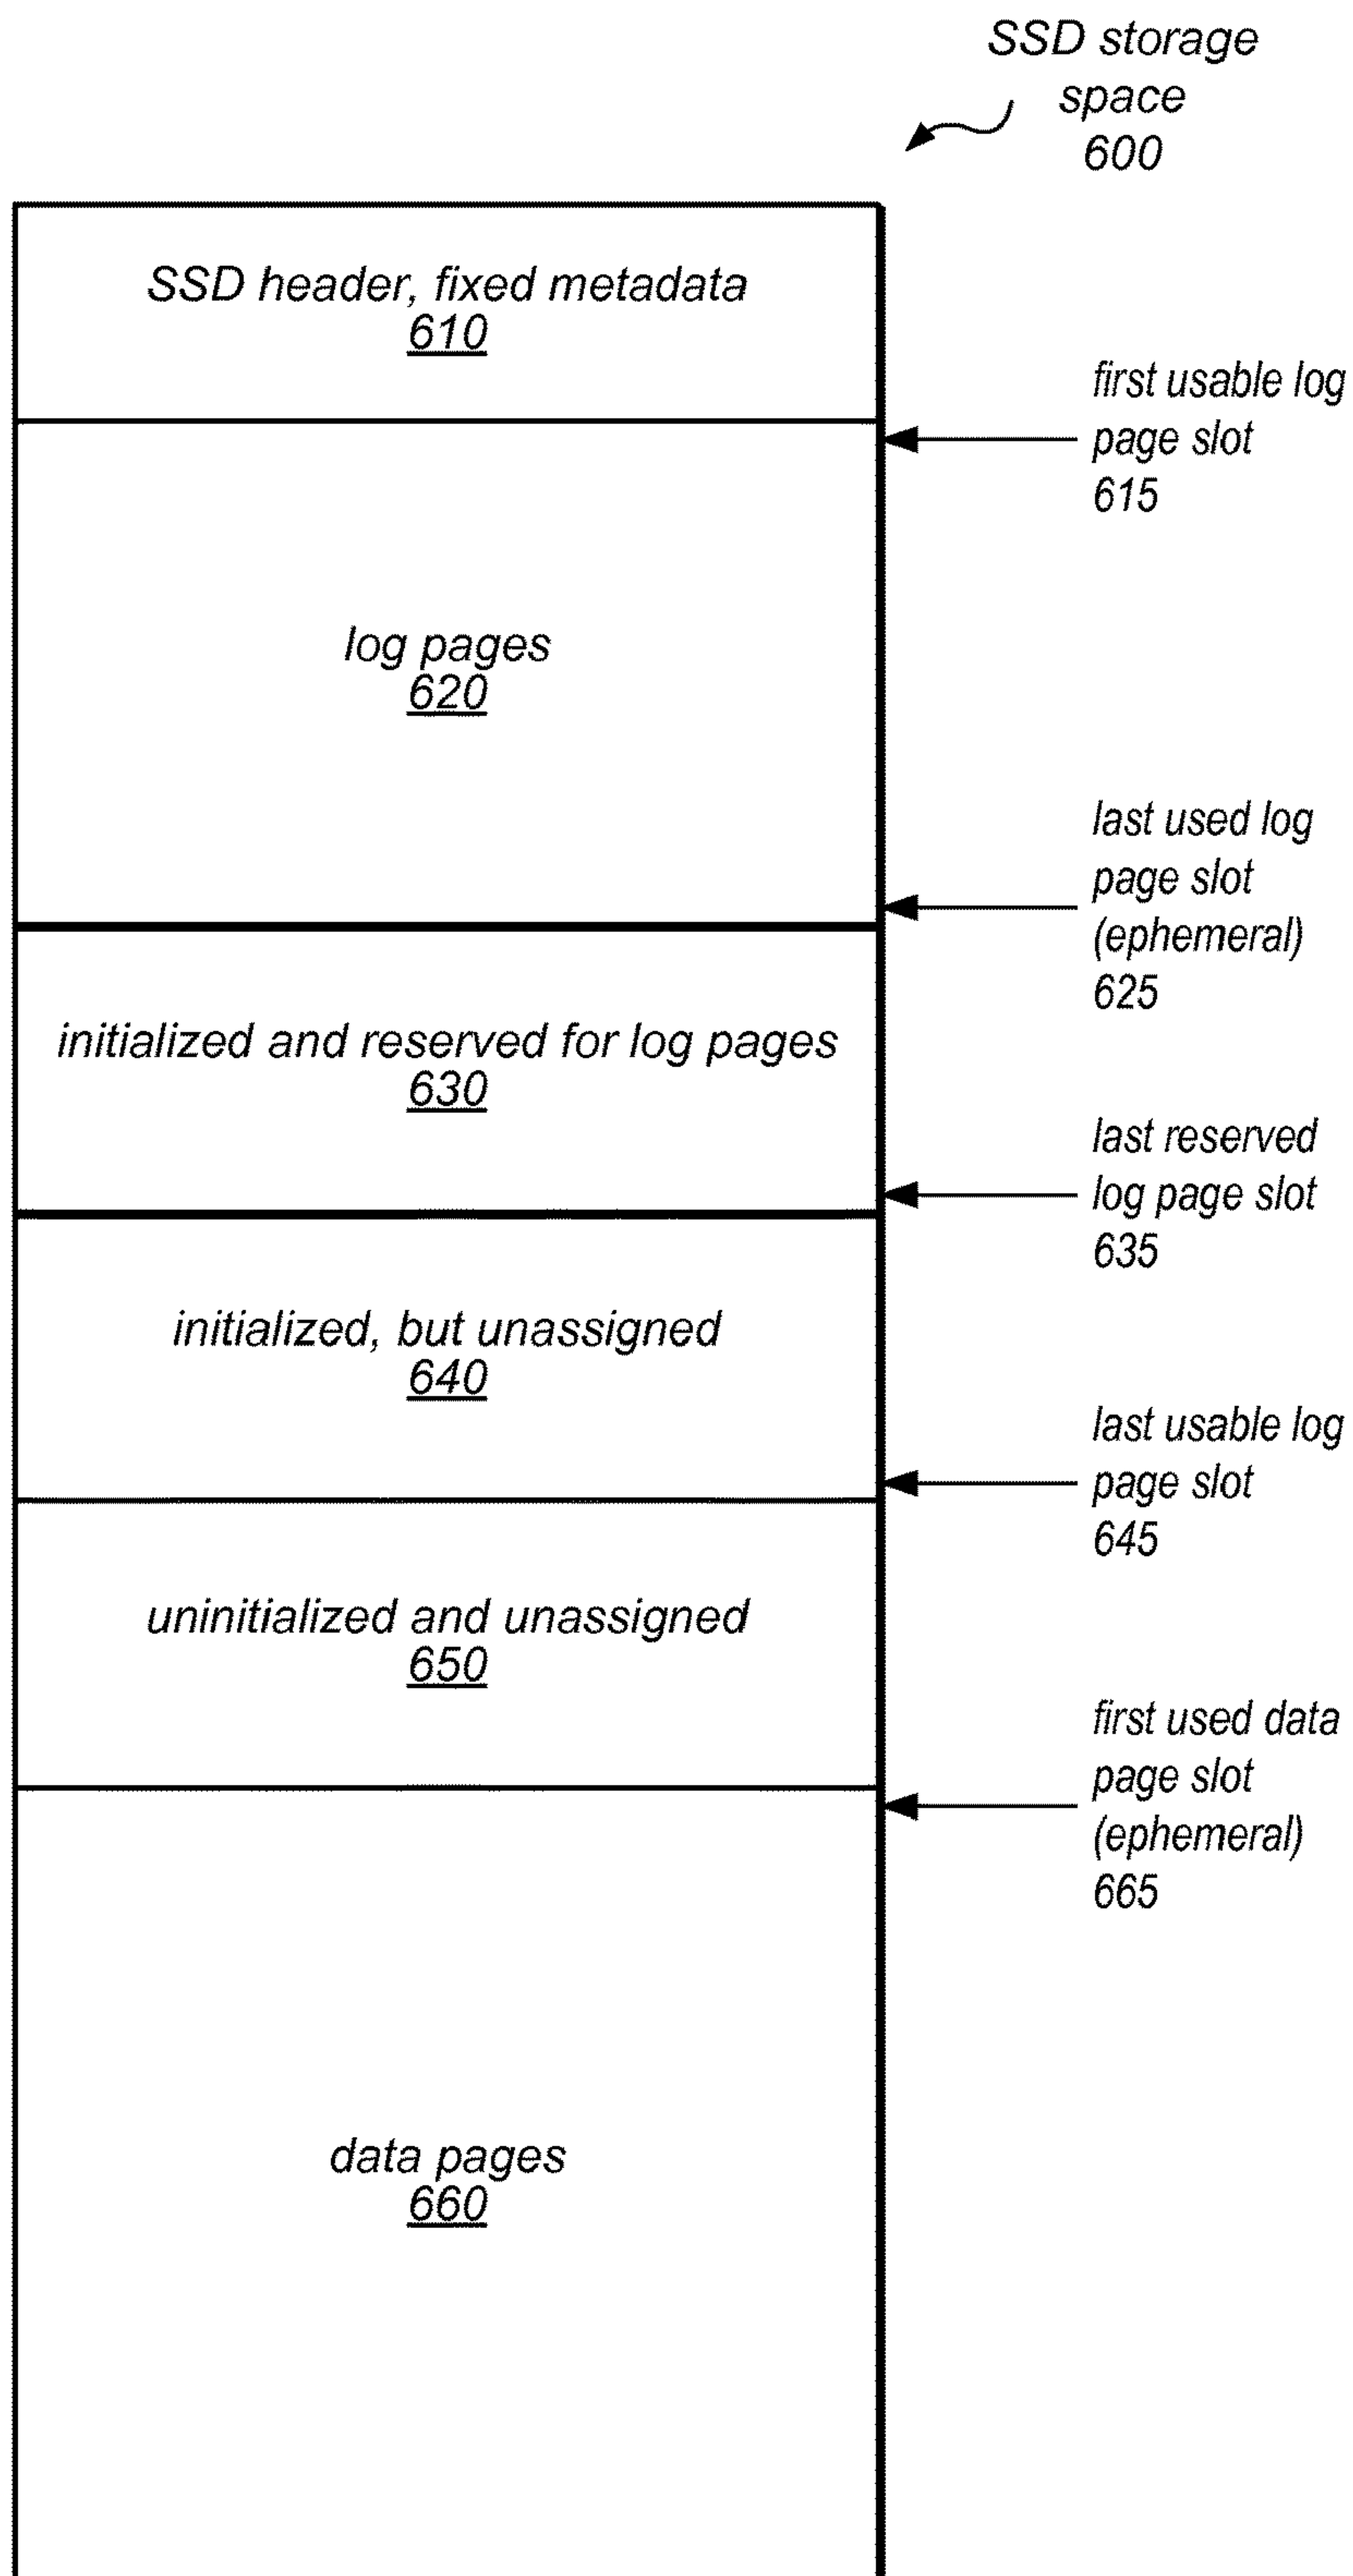 SSD storage
space
600
SSD header, fixed metadata
610
first usable log
page slot
615
log pages
620
last used log
page slot
(ephemeral)
625
initialized and reserved for log pages
630
last reserved
log page slot
635
initialized, but unassigned
640
last usable log
page slot
645
uninitialized and unassigned
650
first used data
page slot
(ephemeral)
665
data pages
660